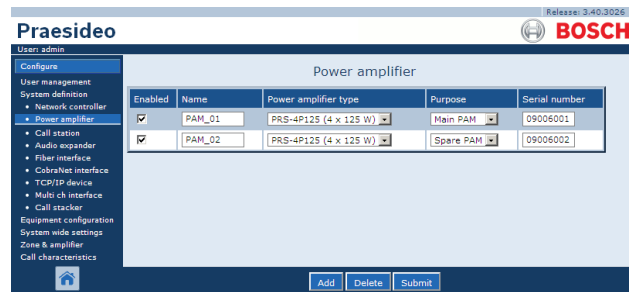 Release: 3.40.3026
Praesideo
BOSCH
User: admin
Configure
User management
System definition
• Network controller
• Power amplifier
• Call station
• Audio expander
• Fiber interface
• CobraNet interface
• TCP/IP device
• Multi ch interface
• Call stacker
Equipment configuration
System wide settings
Zone & amplifier
Call characteristics
Power amplifier
Enabled Name Power amplifier type Purpose Serial number
PAM_01 PRS-4P125 (4 x 125 W) Main PAM 09006001
PAM_02 PRS-4P125 (4 x 125 W) Spare PAM 09006002
Add Delete Submit